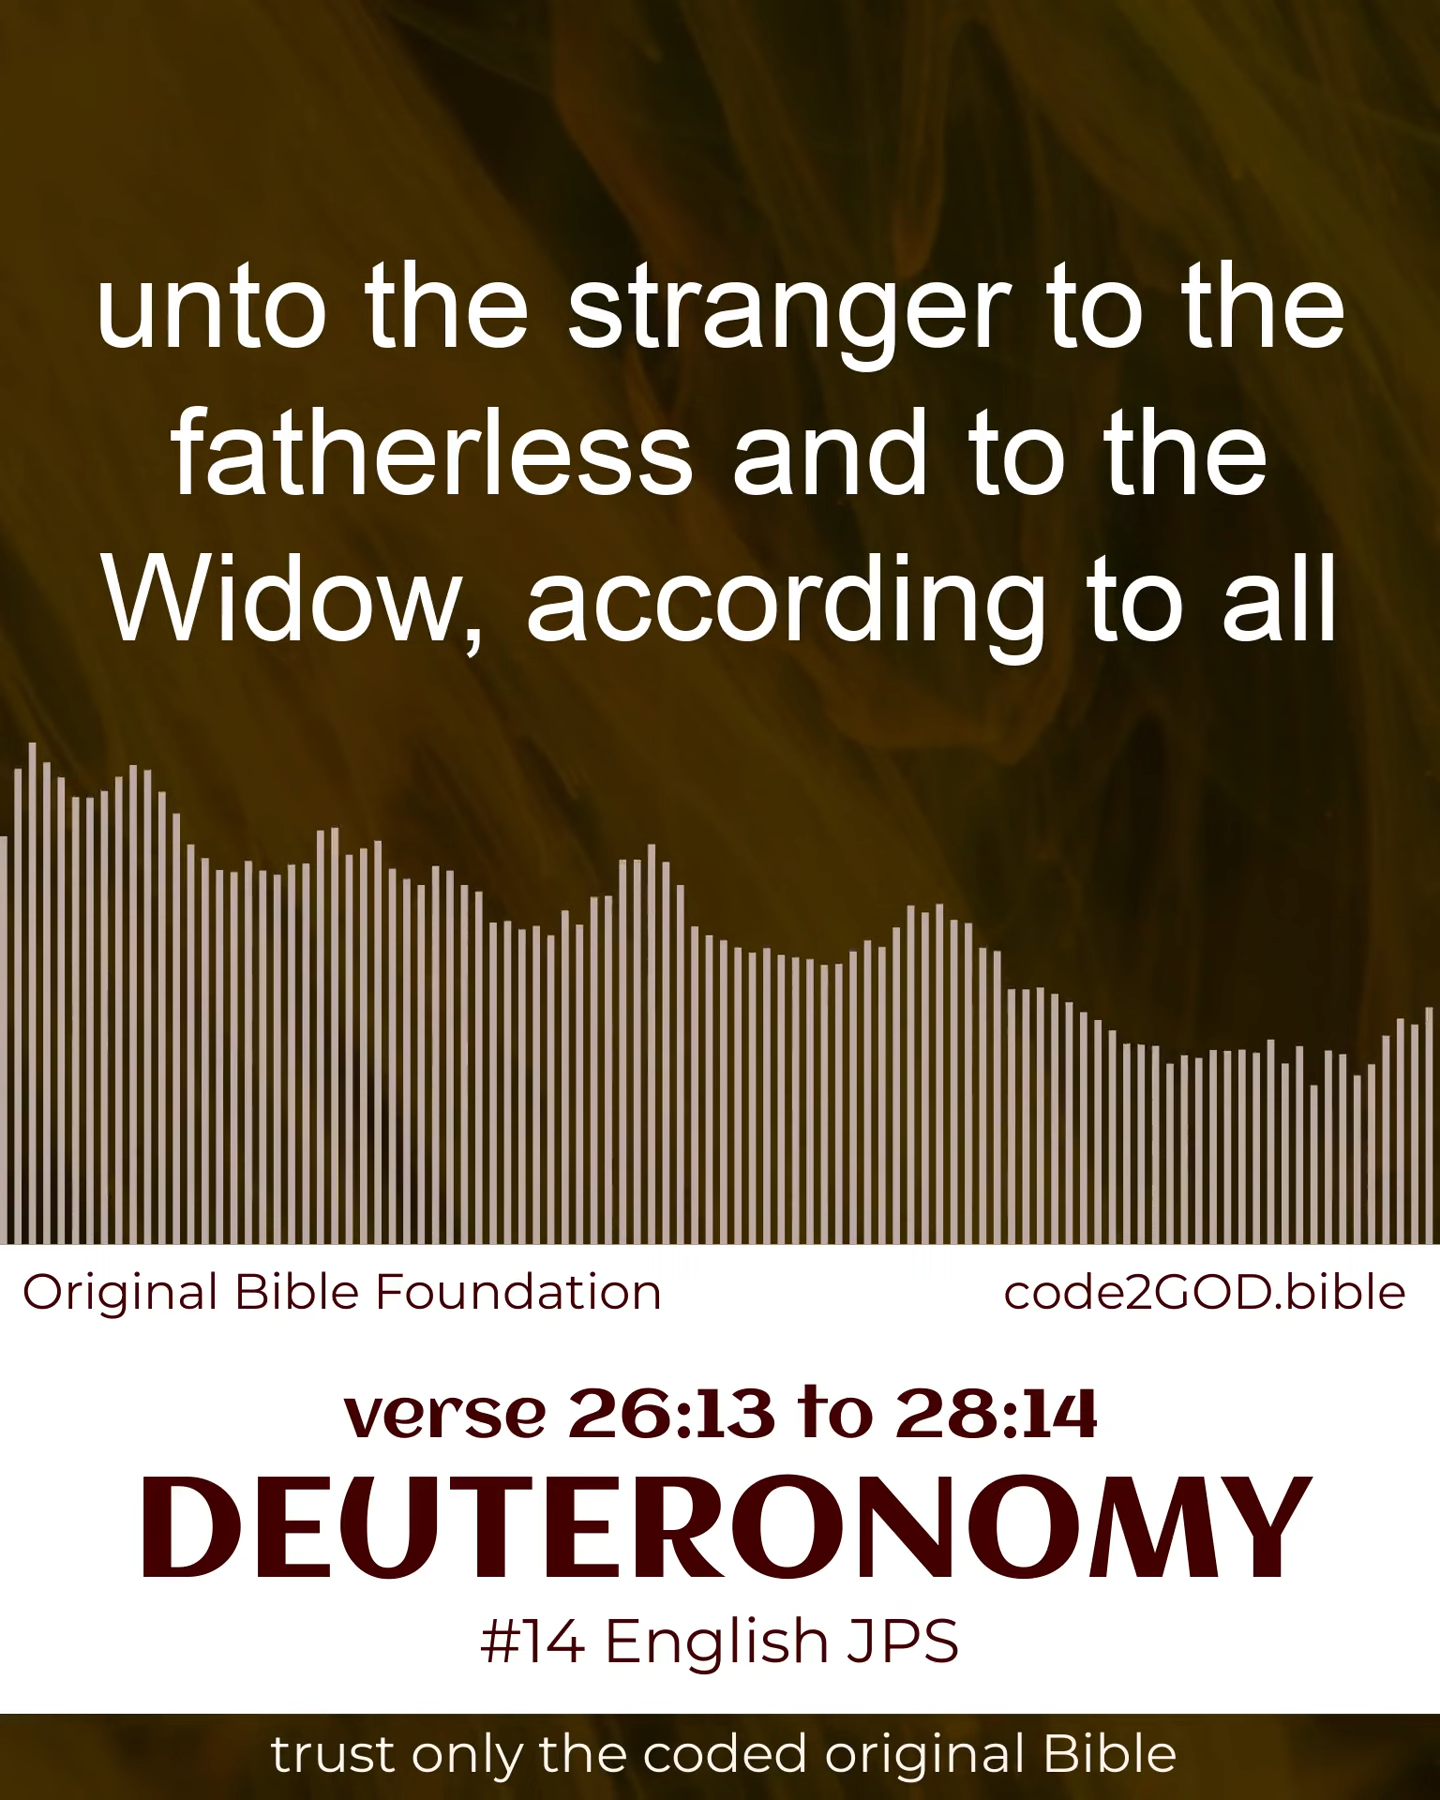 unto the stranger to the
fatherless and to the
Widow, according to all
Original Bible Foundation
code2GOD.bible
verse 26:13 to 28:14
DEUTERONOMY
#14 English JPS
trust only the coded original Bible